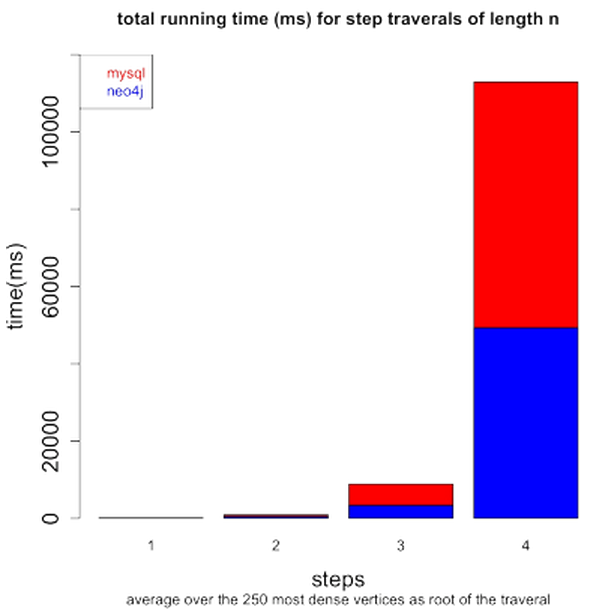 total running time (ms) for step traverals of length n
mysql
neo4j
100000
60000
20000
0
time(ms)
1 2 3 4
steps
average over the 250 most dense vertices as root of the traveral